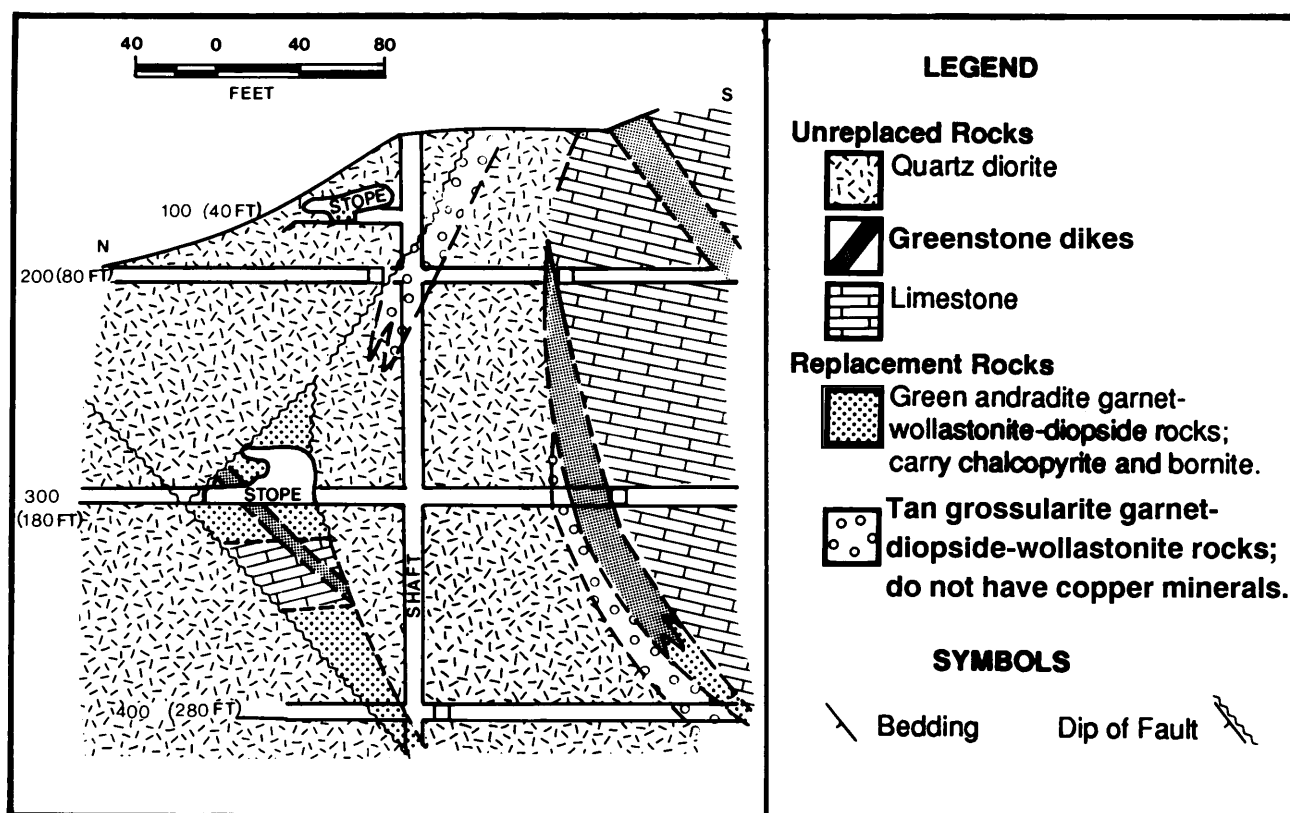 40 0 40 80
FEET
S
100 (40 FT)
STOPE
N
200 (80 FT)
300
(180 FT)
STOPE
SHAFT
400 (280 FT)
LEGEND
Unreplaced Rocks
Quartz diorite
Greenstone dikes
Limestone
Replacement Rocks
Green andradite garnet-
wollastonite-diopside rocks;
carry chalcopyrite and bornite.
Tan grossularite garnet-
diopside-wollastonite rocks;
do not have copper minerals.
SYMBOLS
Bedding Dip of Fault